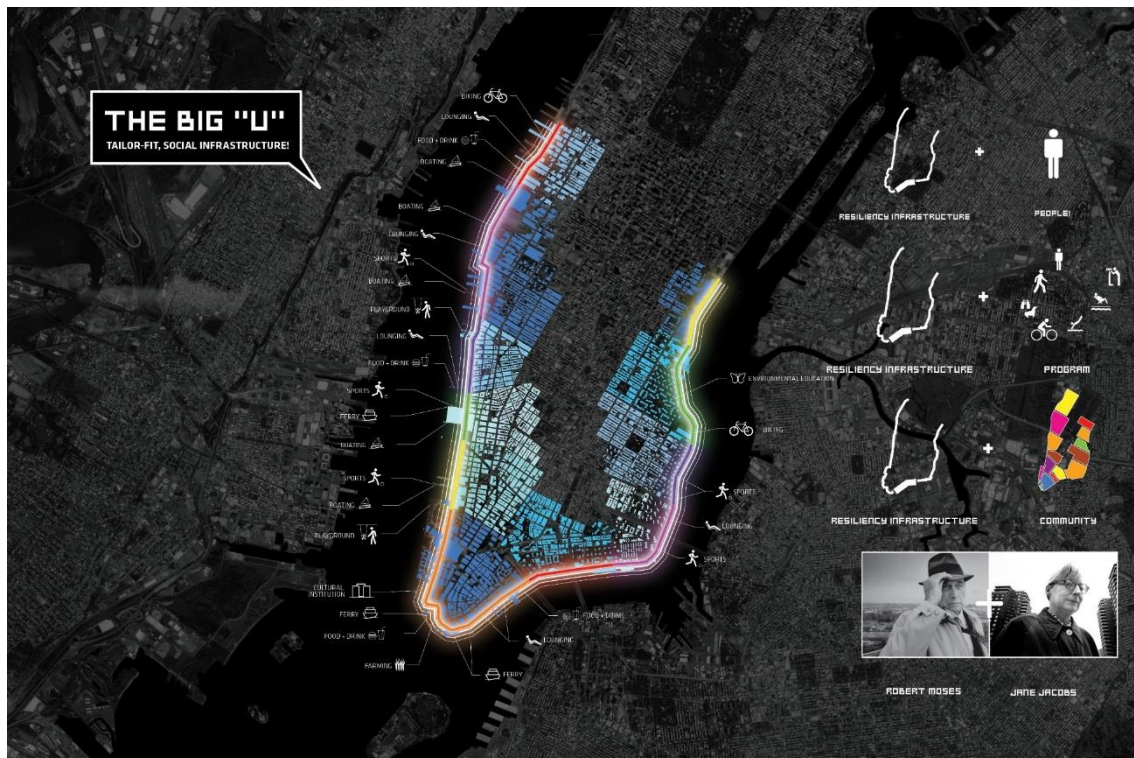 THE BIG "U"
TAILOR-FIT, SOCIAL INFRASTRUCTURE!
BIKING
LOUNGING
FOOD + DRINK
BOATING
BOATING
LOUNGING
SPORTS
BOATING
PLAYGROUND
LOUNGING
FOOD + DRINK
SPORTS
FERRY
BOATING
SPORTS
BOATING
PLAYGROUND
CULTURAL
INSTITUTION
FERRY
FOOD + DRINK
FARMING
FERRY
LOUNGING
FOOD + DRINK
SPORTS
LOUNGING
SPORTS
BIKING
ENVIRONMENTAL EDUCATION
RESILIENCY INFRASTRUCTURE
+
PEOPLE!
RESILIENCY INFRASTRUCTURE
+
PROGRAM
RESILIENCY INFRASTRUCTURE
+
COMMUNITY
ROBERT MOSES
JANE JACOBS